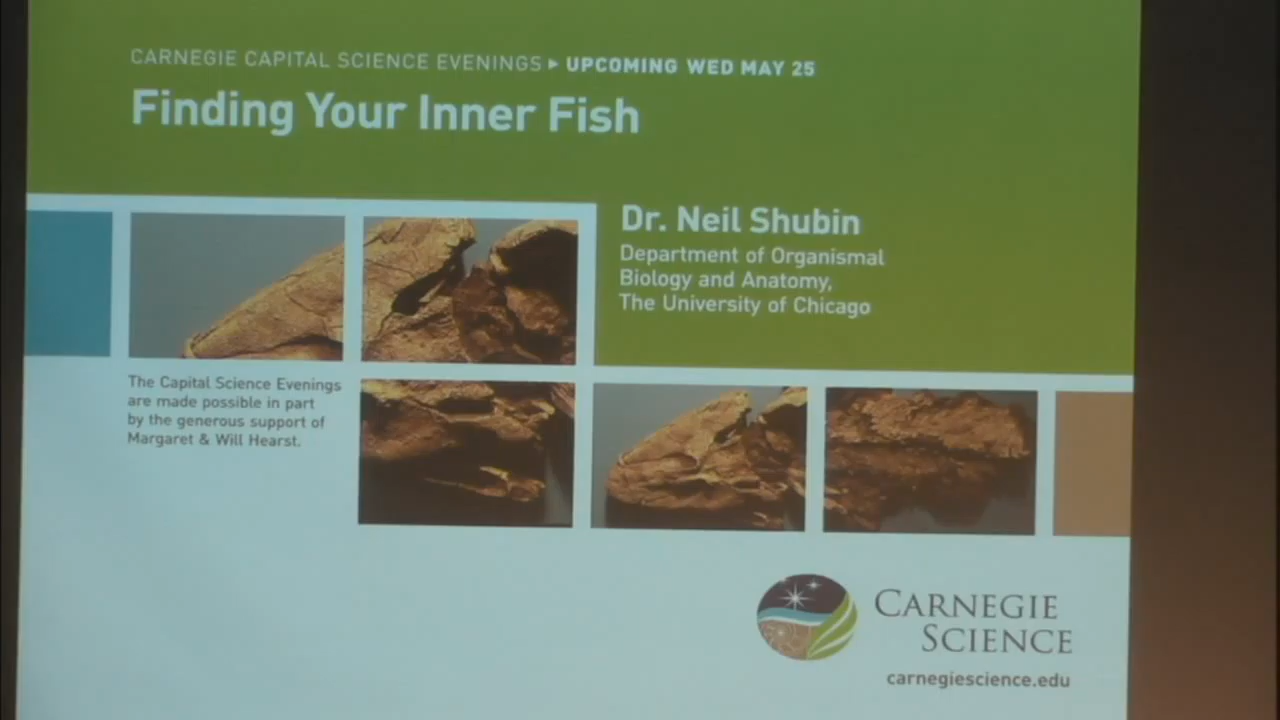 CARNEGIE CAPITAL SCIENCE EVENINGS ▸ UPCOMING WED MAY 25
Finding Your Inner Fish
Dr. Neil Shubin
Department of Organismal
Biology and Anatomy,
The University of Chicago
The Capital Science Evenings
are made possible in part
by the generous support of
Margaret & Will Hearst.
CARNEGIE
SCIENCE
carnegiescience.edu